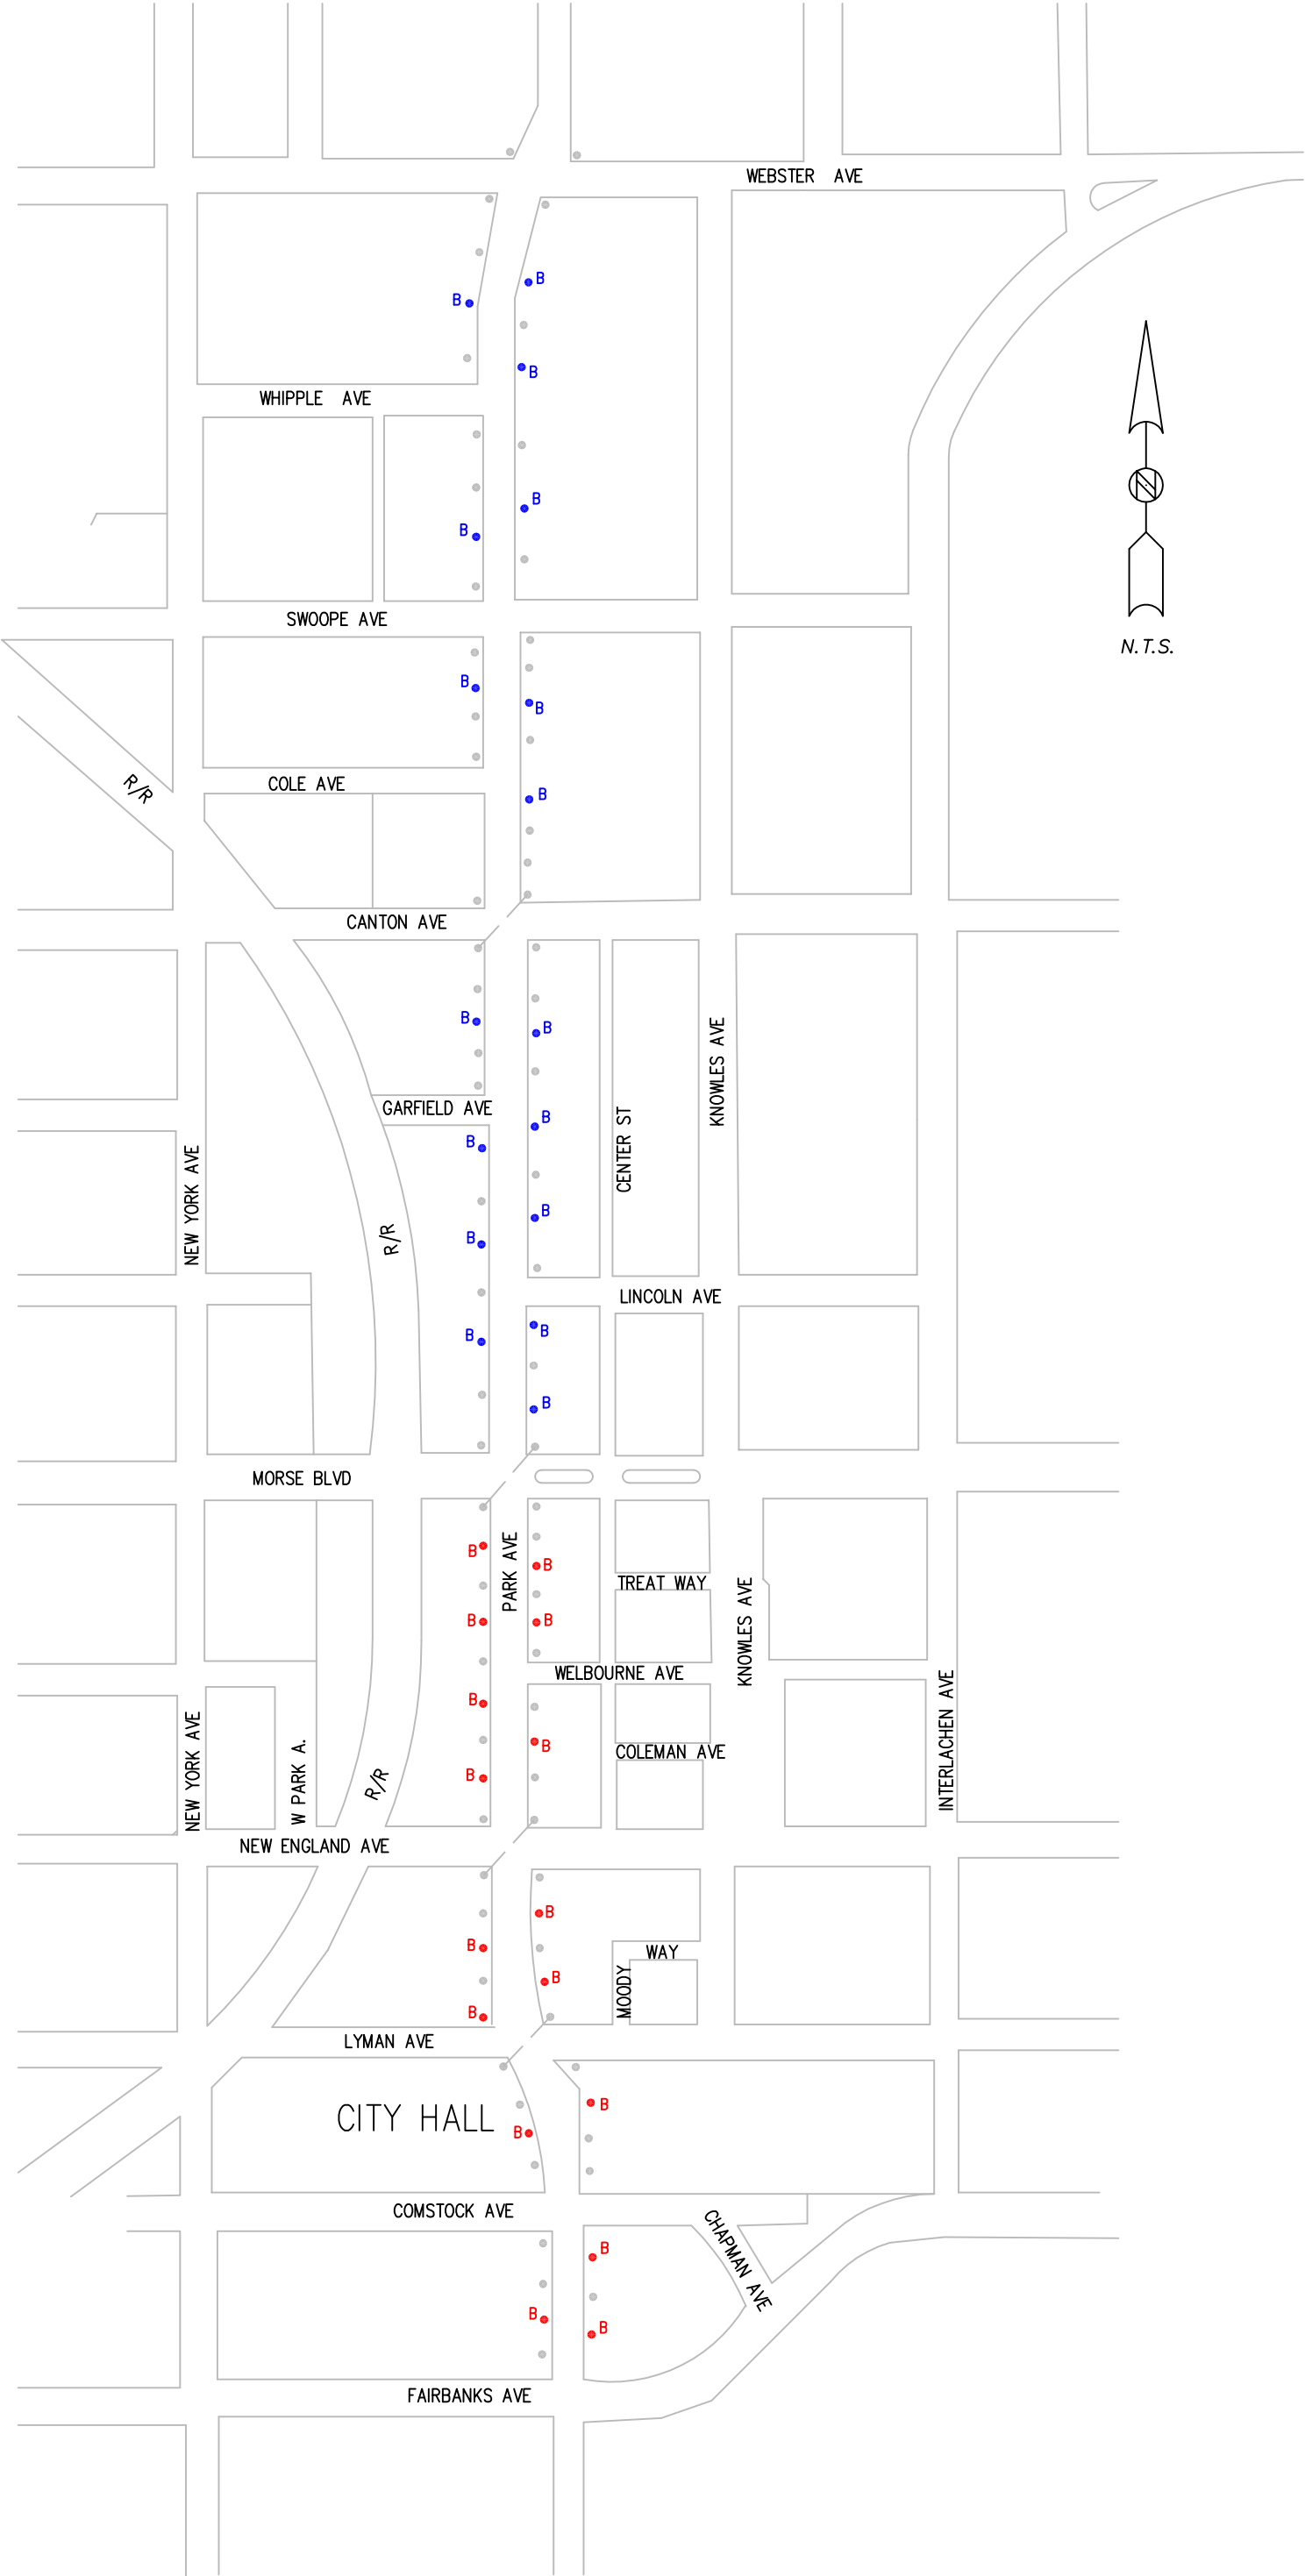 WEBSTER AVE
B
B
B
WHIPPLE AVE
B
B
SWOOPE AVE
N
N.T.S.
B
B
R/R
COLE AVE
B
CANTON AVE
B
B
KNOWLES AVE
GARFIELD AVE
CENTER ST
B
B
NEW YORK AVE
B
R/R
B
LINCOLN AVE
B
B
B
MORSE BLVD
PARK AVE
B
B
TREAT WAY
B
B
KNOWLES AVE
WELBOURNE AVE
B
B
COLEMAN AVE
INTERLACHEN AVE
NEW YORK AVE
W PARK A.
R/R
B
NEW ENGLAND AVE
B
B
WAY
MOODY
B
B
LYMAN AVE
CITY HALL
B
B
COMSTOCK AVE
CHAPMAN AVE
B
B
B
FAIRBANKS AVE